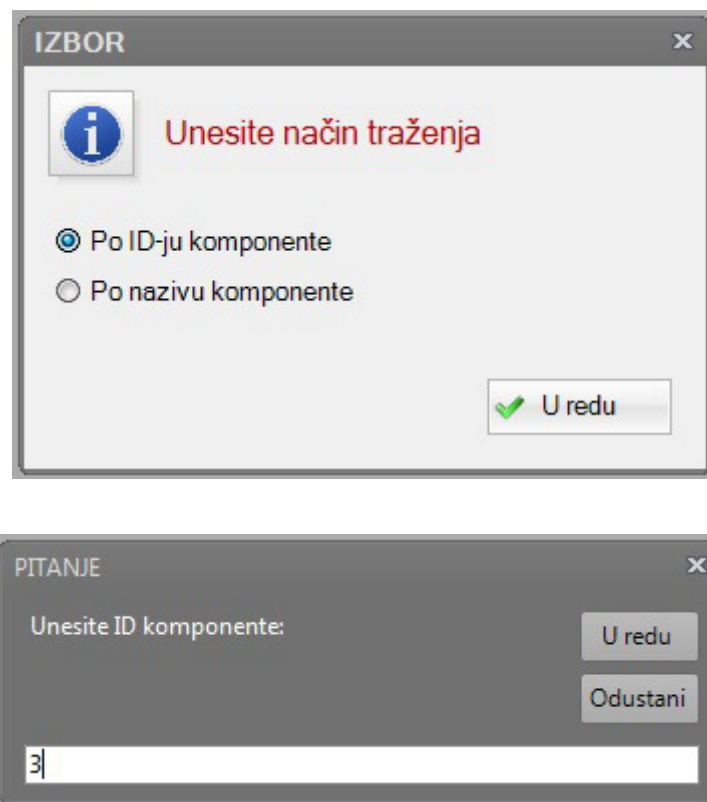 IZBOR
Unesite način traženja
Po ID-ju komponente
Po nazivu komponente
U redu
PITANJE
Unesite ID komponente:
U redu
Odustani
3